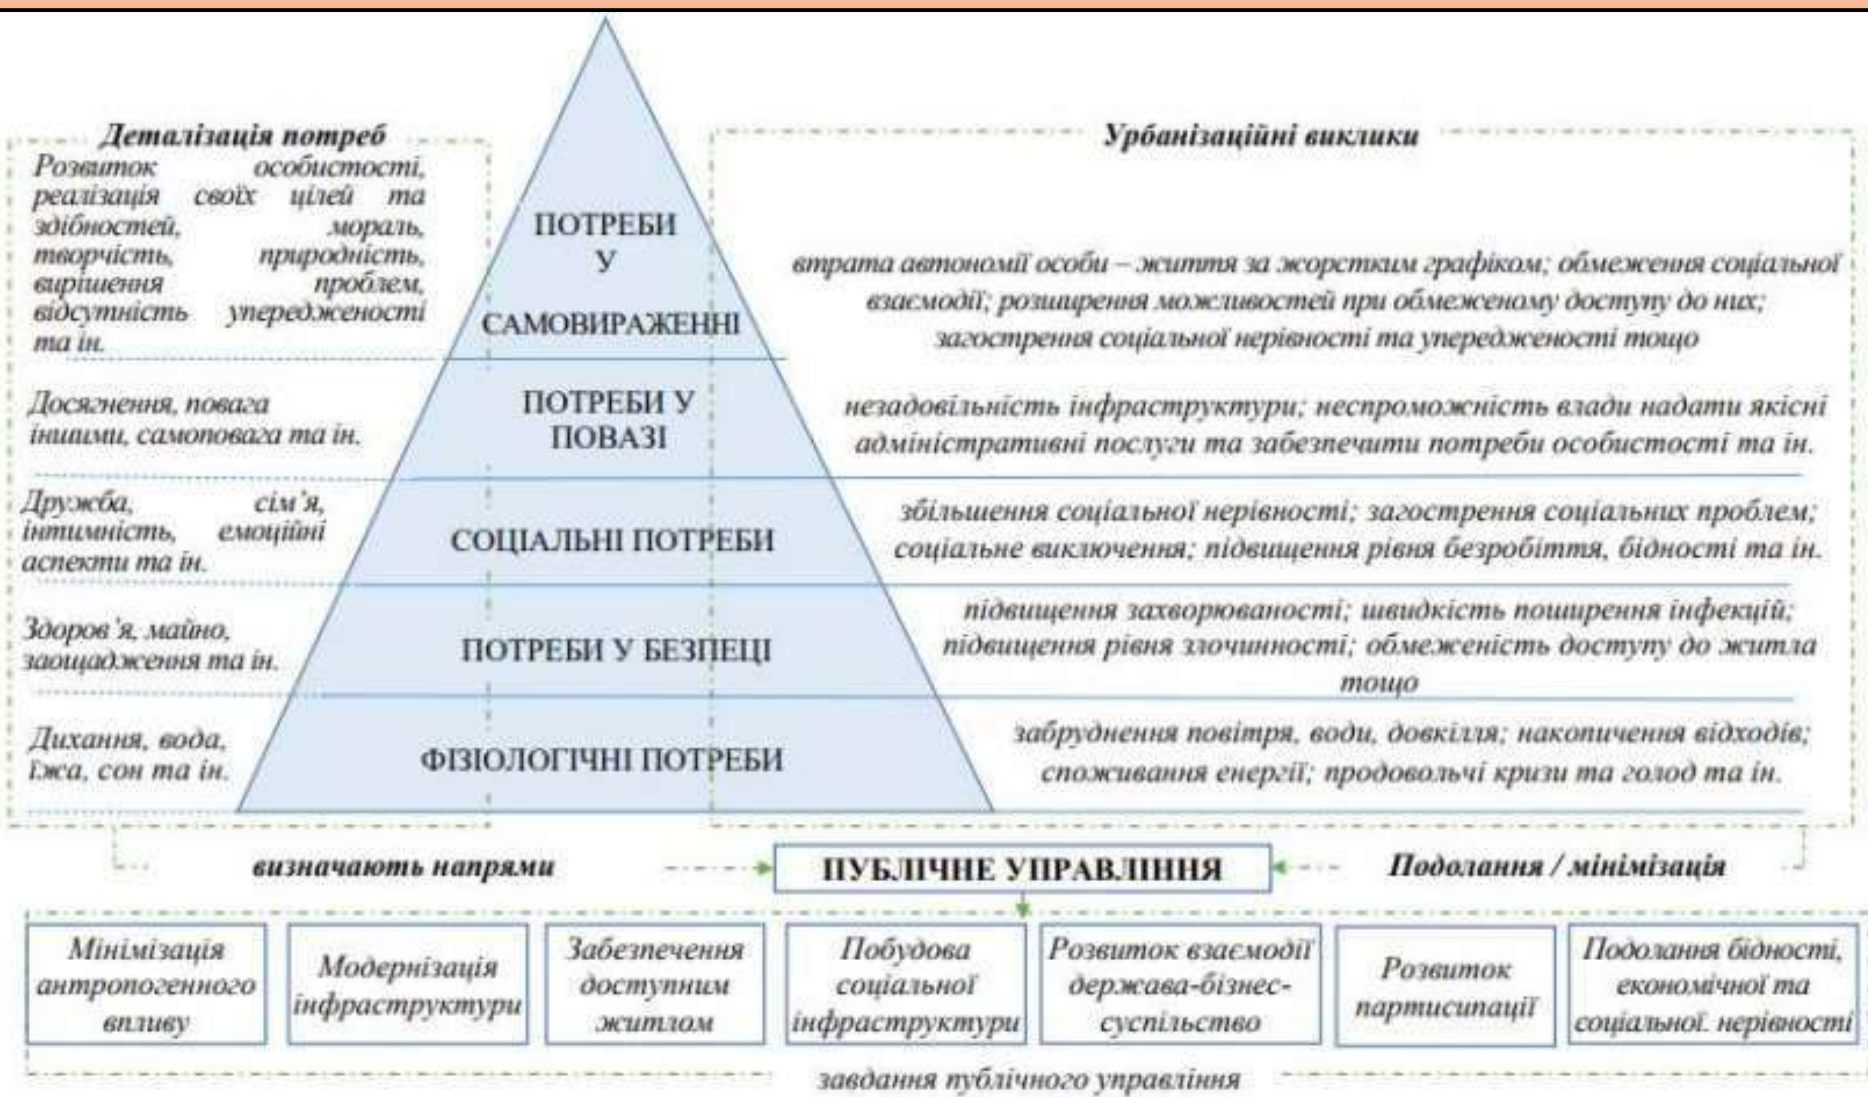 Деталізація потреб
Розвиток особистості,
реалізація своїх цілей та
здібностей, мораль,
творчість, природність,
вирішення проблем,
відсутність упередженості
та ін.
ПОТРЕБИ
У
САМОВИРАЖЕННІ
Урбанізаційні виклики
втрата автономії особи – життя за жорстким графіком; обмеження соціальної
взаємодії; розширення можливостей при обмеженому доступу до них;
загострення соціальної нерівності та упередженості тощо
Досягнення, повага
іншими, самоповага та ін.
ПОТРЕБИ У
ПОВАЗІ
незадовільність інфраструктури; неспроможність влади надати якісні
адміністративні послуги та забезпечити потреби особистості та ін.
Дружба, сім’я,
інтимність, емоційні
аспекти та ін.
СОЦІАЛЬНІ ПОТРЕБИ
збільшення соціальної нерівності; загострення соціальних проблем;
соціальне виключення; підвищення рівня безробіття, бідності та ін.
Здоров’я, майно,
заощадження та ін.
ПОТРЕБИ У БЕЗПЕЦІ
підвищення захворюваності; швидкість поширення інфекцій;
підвищення рівня злочинності; обмеженість доступу до житла
тощо
Дихання, вода,
їжа, сон та ін.
ФІЗІОЛОГІЧНІ ПОТРЕБИ
забруднення повітря, води, довкілля; накопичення відходів;
споживання енергії; продовольчі кризи та голод та ін.
визначають напрями
ПУБЛІЧНЕ УПРАВЛІННЯ
Подолання / мінімізація
Мінімізація
антропогенного
впливу
Модернізація
інфраструктури
Забезпечення
доступним
житлом
Побудова
соціальної
інфраструктури
Розвиток взаємодії
держава-бізнес-
суспільство
Розвиток
партисипації
Подолання бідності,
економічної та
соціальної. нерівності
завдання публічного управління